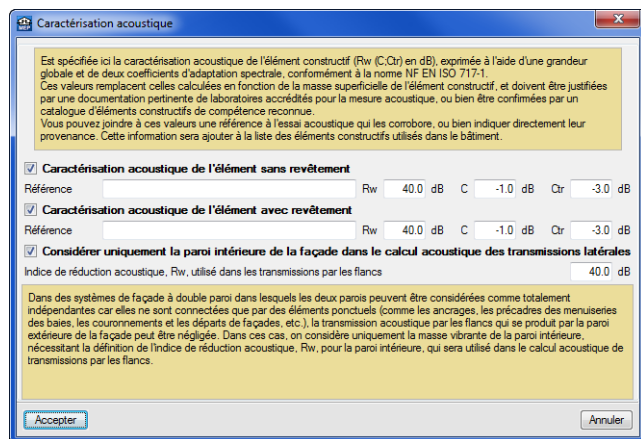 Caractérisation acoustique
Est spécifiée ici la caractérisation acoustique de l'élément constructif (Rw (C;Ctr) en dB), exprimée à l'aide d'une grandeur
globale et de deux coefficients d'adaptation spectrale, conformément à la norme NF EN ISO 717-1.
Ces valeurs remplacent celles calculées en fonction de la masse superficielle de l'élément constructif, et doivent être justifiées
par une documentation pertinente de laboratoires accrédités pour la mesure acoustique, ou bien être confirmées par un
catalogue d'éléments constructifs de compétence reconnue.
Vous pouvez joindre à ces valeurs une référence à l'essai acoustique qui les corrobore, ou bien indiquer directement leur
provenance. Cette information sera ajouter à la liste des éléments constructifs utilisés dans le bâtiment.
Caractérisation acoustique de l'élément sans revêtement
Référence Rw 40.0 dB C -1.0 dB Ctr -3.0 dB
Caractérisation acoustique de l'élément avec revêtement
Référence Rw 40.0 dB C -1.0 dB Ctr -3.0 dB
Considérer uniquement la paroi intérieure de la façade dans le calcul acoustique des transmissions latérales
Indice de réduction acoustique, Rw, utilisé dans les transmissions par les flancs 40.0 dB
Dans des systèmes de façade à double paroi dans lesquels les deux parois peuvent être considérées comme totalement
indépendantes car elles ne sont connectées que par des éléments ponctuels (comme les ancrages, les précadres des menuiseries
des baies, les couronnements et les départs de façades, etc.), la transmission acoustique par les flancs qui se produit par la paroi
extérieure de la façade peut être négligée. Dans ces cas, on considère uniquement la masse vibrante de la paroi intérieure,
nécessitant la définition de l'indice de réduction acoustique, Rw, pour la paroi intérieure, qui sera utilisé dans le calcul acoustique de
transmissions par les flancs.
Accepter Annuler